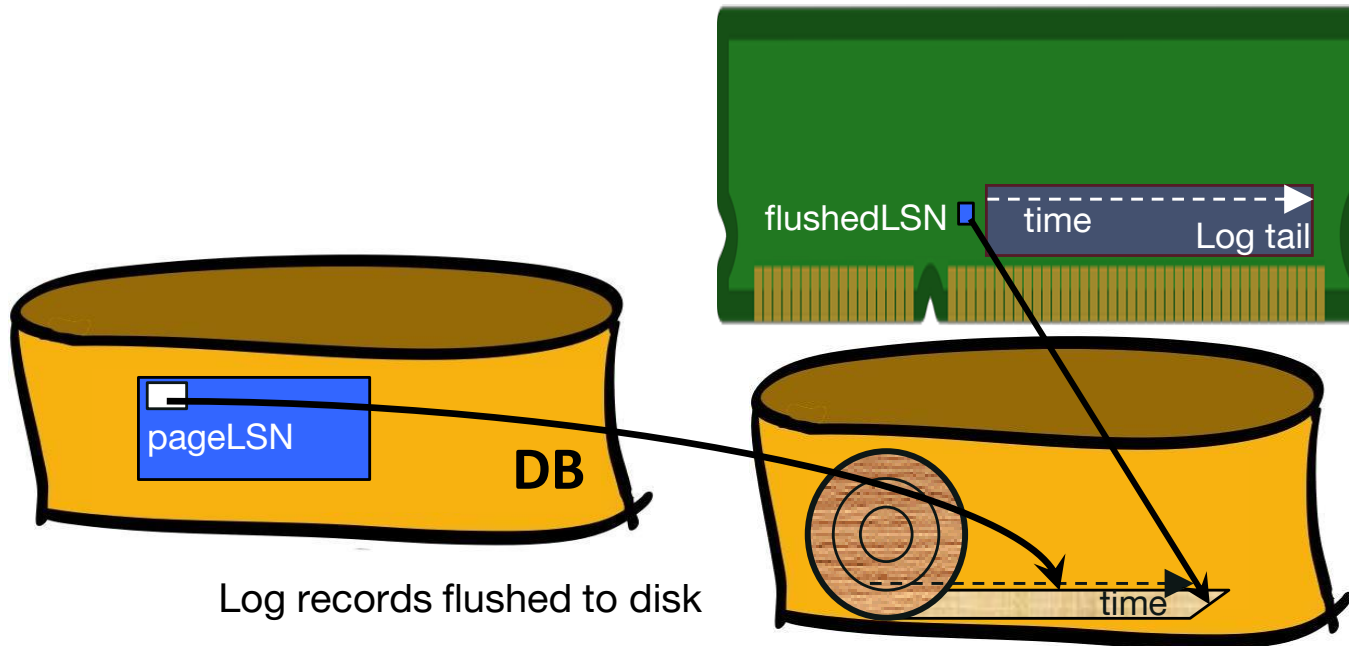 flushedLSN
time
Log tail
pageLSN
DB
Log records flushed to disk
time